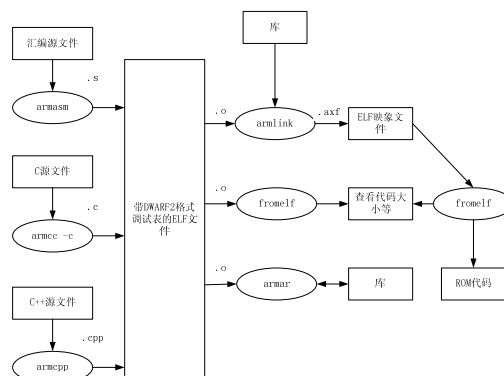 汇编源文件
.s
armasm
C源文件
.c
armcc -c
C++源文件
.cpp
armcpp
带DWARF2格式
调试表的ELF文
件
库
.o
armlink
.axf
ELF映象文
件
.o
fromelf
查看代码大
小等
fromelf
.o
armar
库
ROM代码